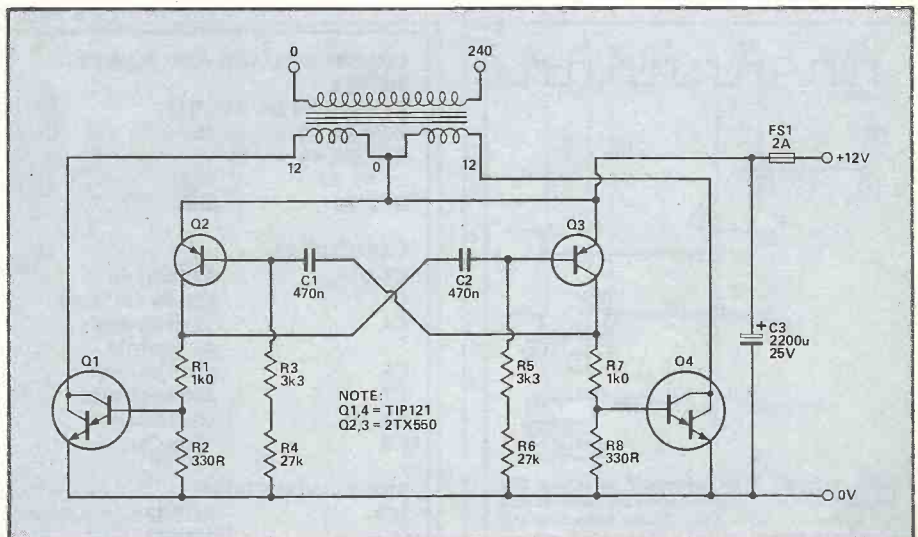 0
240
FS1
2A
+12V
12
0
12
Q2
Q3
C1
470n
C2
470n
+
C3
2200u
25V
Q1
R1
1k0
R3
3k3
R5
3k3
R7
1k0
Q4
NOTE:
Q1,4 = TIP121
Q2,3 = 2TX550
R2
330R
R4
27k
R6
27k
R8
330R
0V